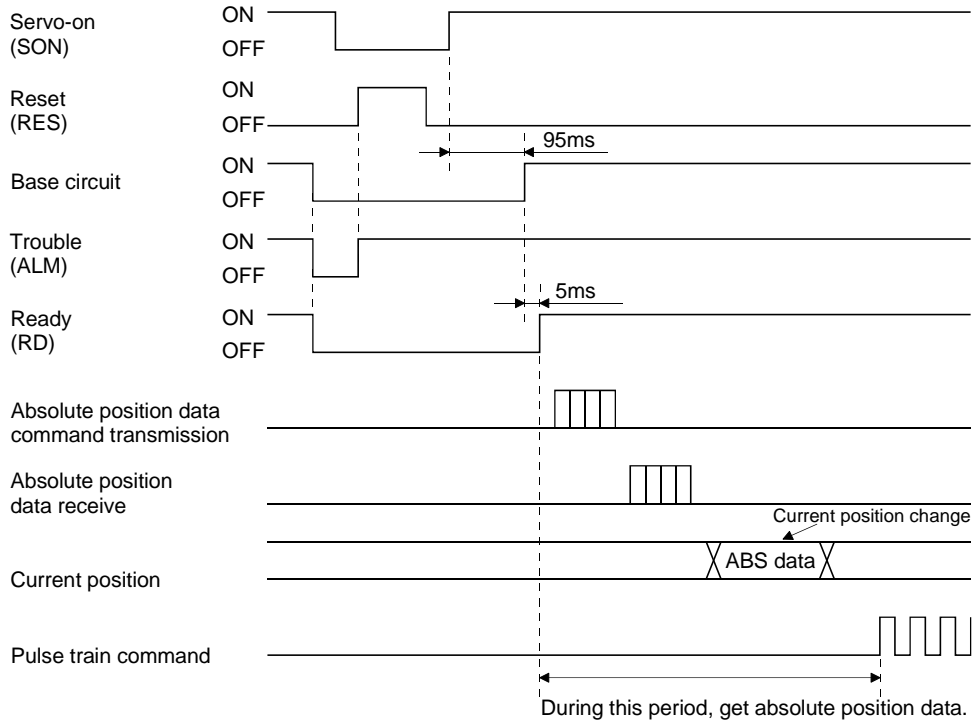 Servo-on
(SON)
ON
OFF
Reset
(RES)
ON
OFF
95ms
Base circuit
ON
OFF
Trouble
(ALM)
ON
OFF
5ms
Ready
(RD)
ON
OFF
Absolute position data
command transmission
Absolute position
data receive
Current position change
Current position
ABS data
Pulse train command
During this period, get absolute position data.